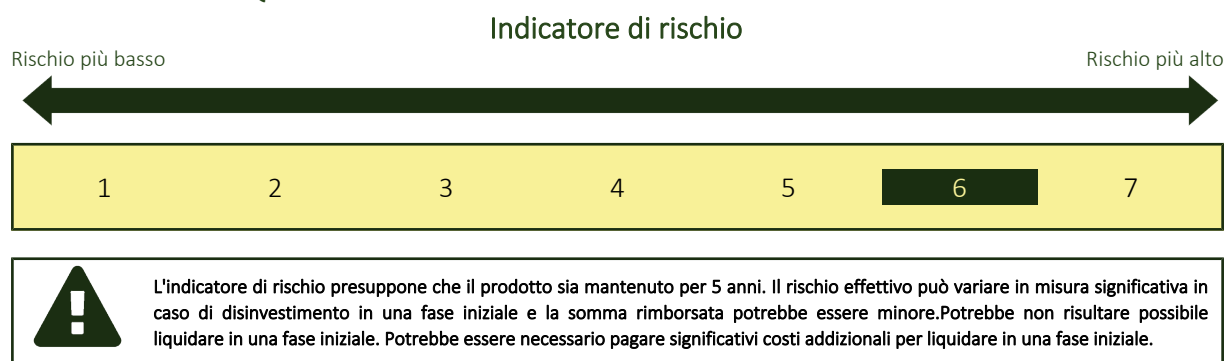 Indicatore di rischio
Rischio più basso
Rischio più alto
1 2 3 4 5 6 7
L'indicatore di rischio presuppone che il prodotto sia mantenuto per 5 anni. Il rischio effettivo può variare in misura significativa in
caso di disinvestimento in una fase iniziale e la somma rimborsata potrebbe essere minore.Potrebbe non risultare possibile
liquidare in una fase iniziale. Potrebbe essere necessario pagare significativi costi addizionali per liquidare in una fase iniziale.